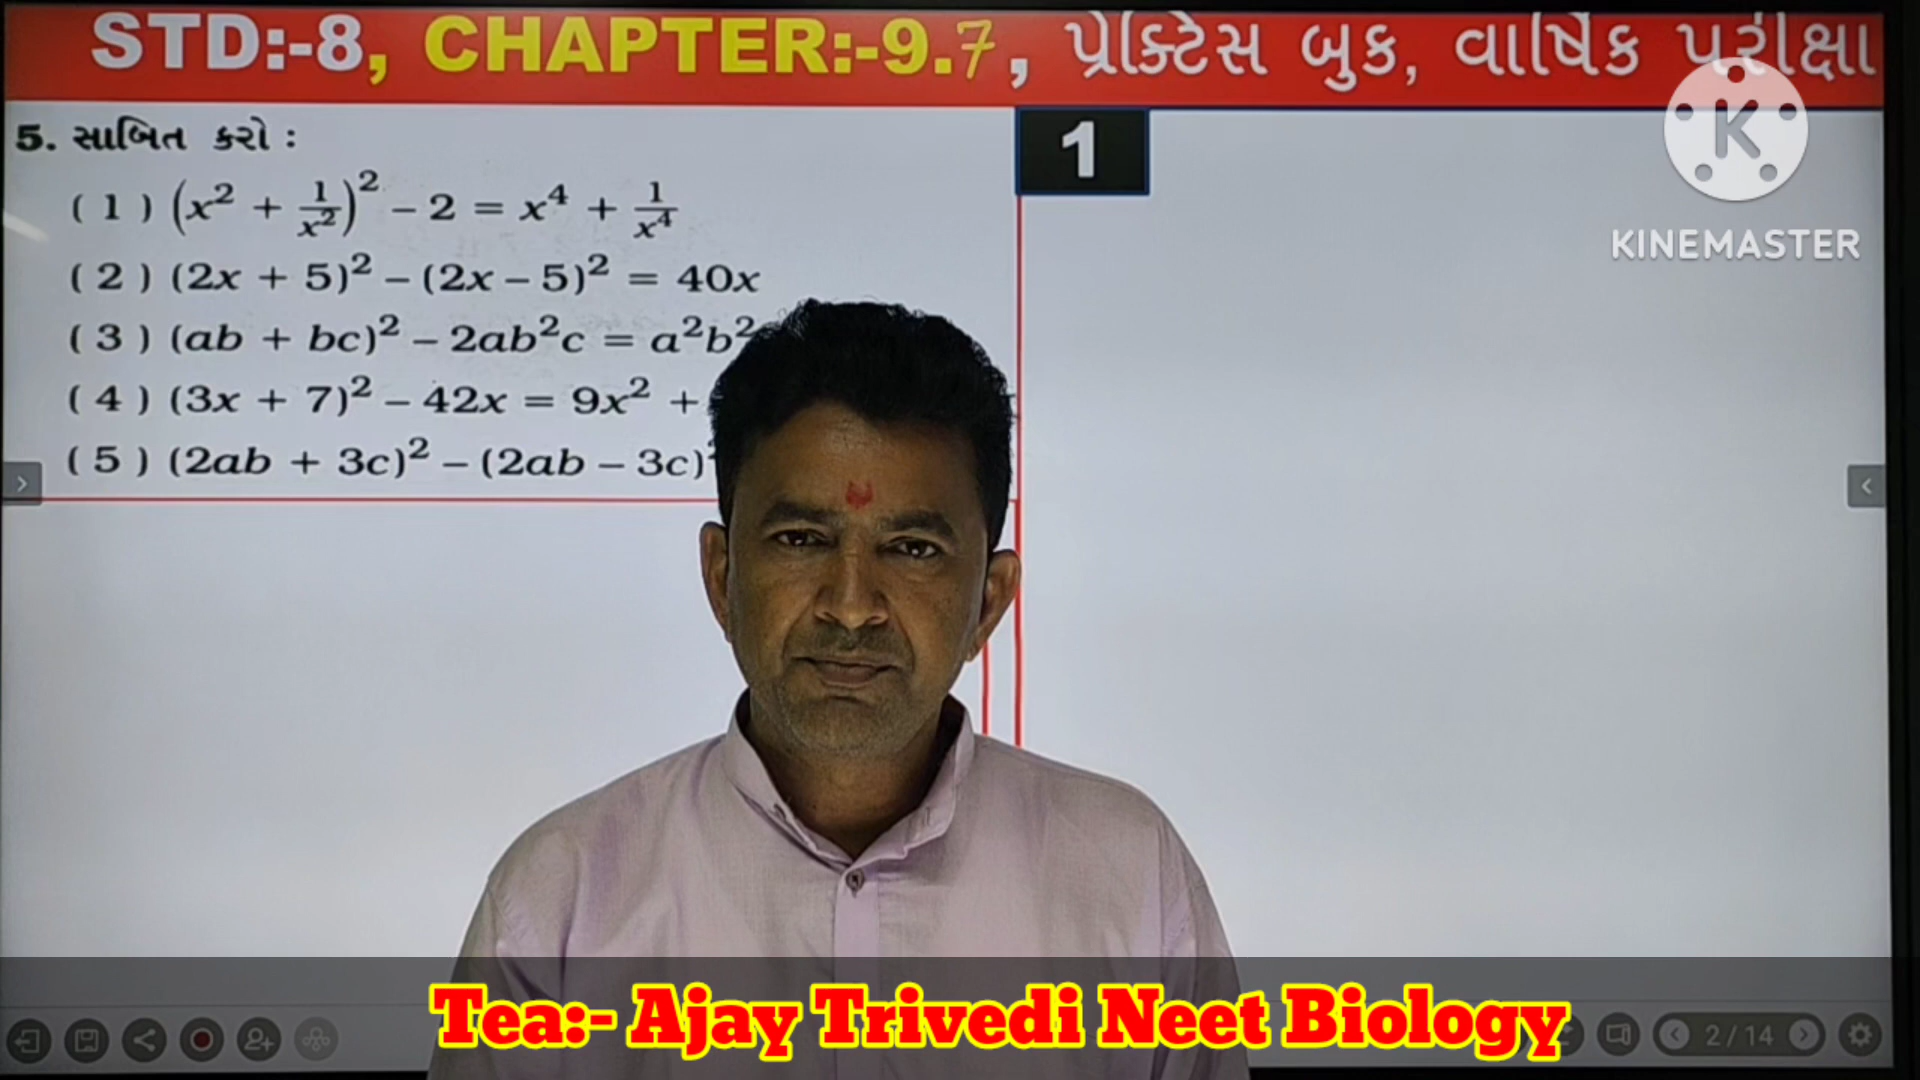 STD:-8, CHAPTER:-9.7, પ્રેક્ટિસ બુક, વાર્ષિક પરીક્ષા
5. સાબિત કરો :
1
( 1 ) (x² + 1/x²)² – 2 = x⁴ + 1/x⁴
( 2 ) (2x + 5)² – (2x – 5)² = 40x
( 3 ) (ab + bc)² – 2ab²c = a²b²
( 4 ) (3x + 7)² – 42x = 9x² +
( 5 ) (2ab + 3c)² – (2ab – 3c)
K
KINEMASTER
Tea:- Ajay Trivedi Neet Biology
2 / 14